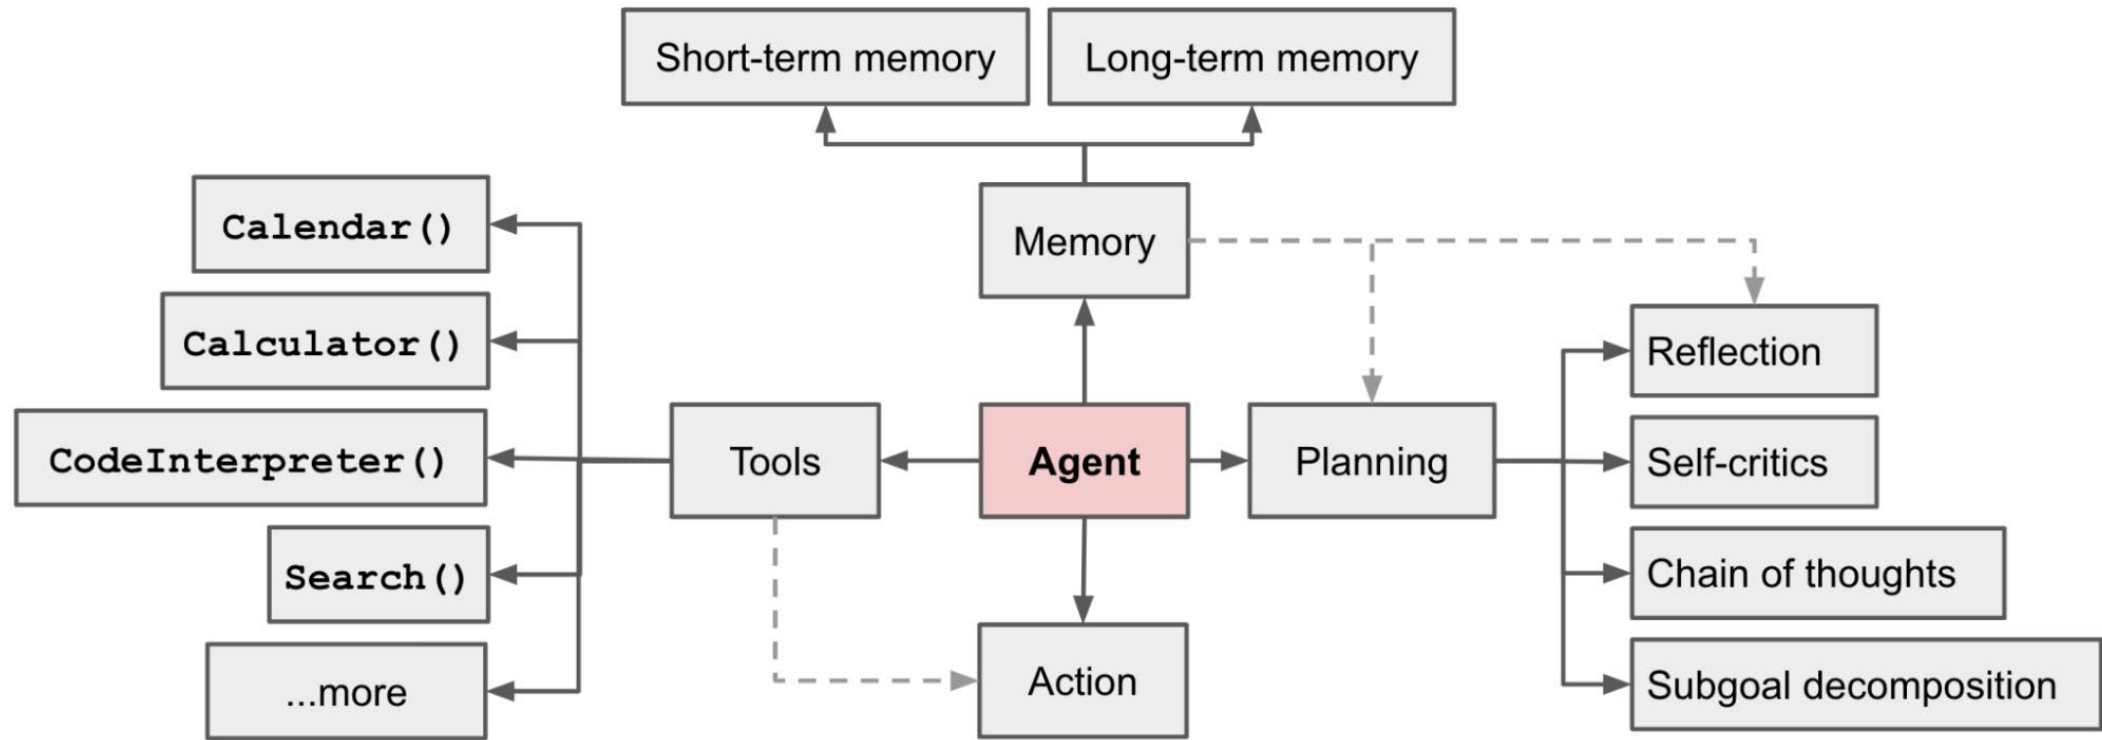 Short-term memory
Long-term memory
Calendar()
Memory
Calculator()
Reflection
CodeInterpreter()
Tools
Agent
Planning
Self-critics
Search()
Chain of thoughts
...more
Action
Subgoal decomposition